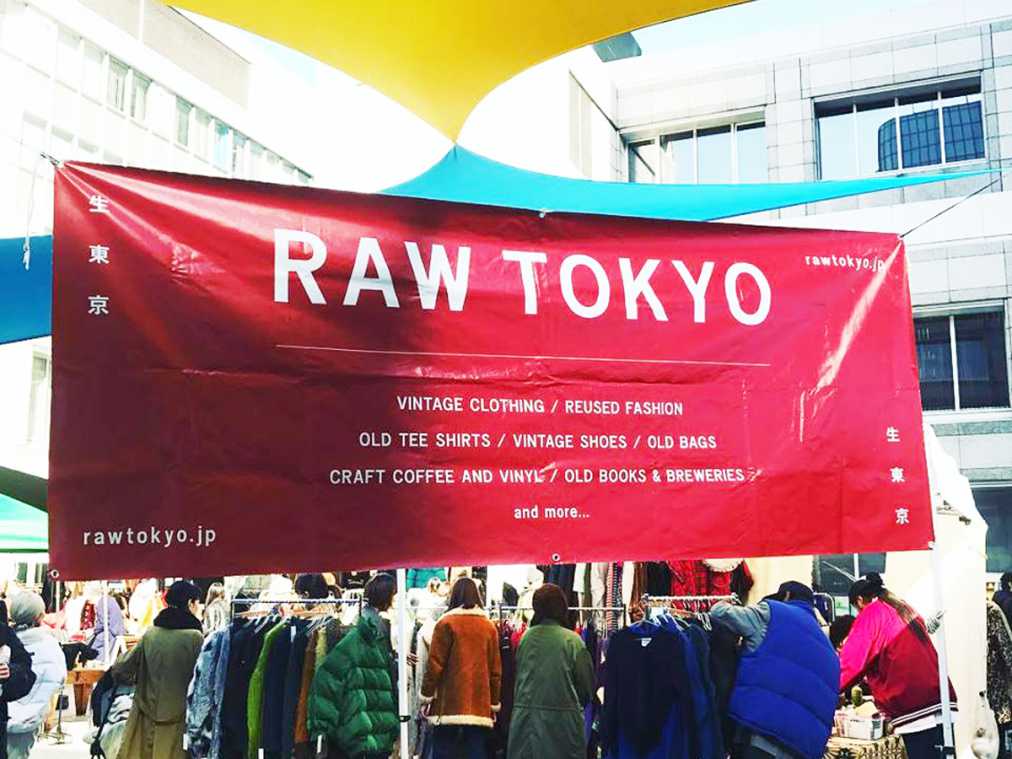 生東京
RAW TOKYO
rawtokyo.jp
VINTAGE CLOTHING / REUSED FASHION
OLD TEE SHIRTS / VINTAGE SHOES / OLD BAGS
CRAFT COFFEE AND VINYL / OLD BOOKS & BREWERIES
and more...
生東京
rawtokyo.jp